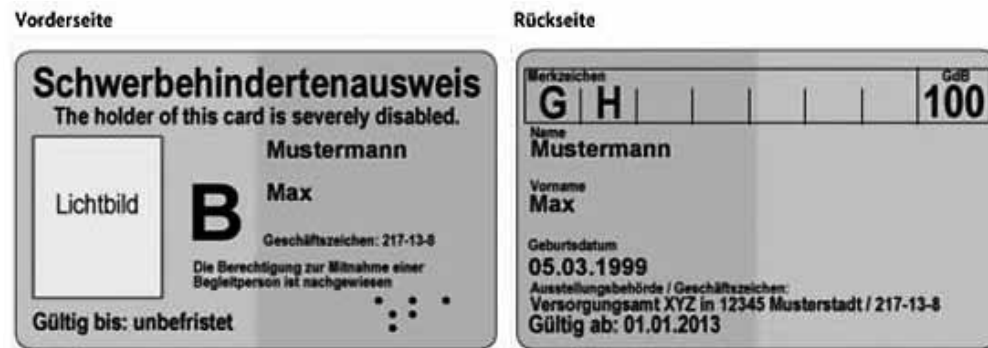 Vorderseite
Schwerbehindertenausweis
The holder of this card is severely disabled.
Lichtbild
B
Mustermann
Max
Geschäftszeichen: 217-13-8
Die Berechtigung zur Mitnahme einer
Begleitperson ist nachgewiesen
Gültig bis: unbefristet
Rückseite
Merkzeichen
GdB
G H
100
Name
Mustermann
Vorname
Max
Geburtsdatum
05.03.1999
Ausstellungsbehörde / Geschäftszeichen:
Versorgungsamt XYZ in 12345 Musterstadt / 217-13-8
Gültig ab: 01.01.2013